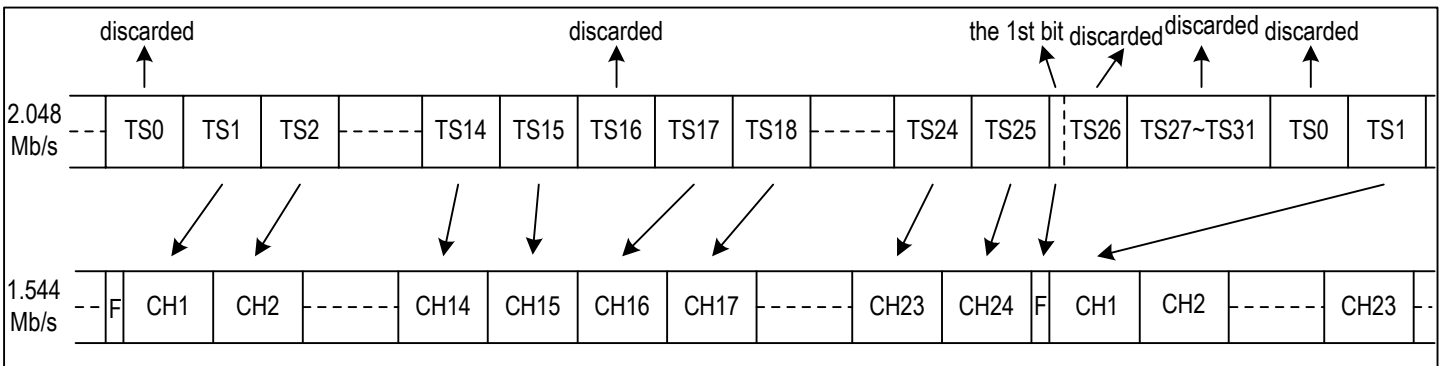 discarded discarded the 1st bit discarded discarded discarded
2.048
Mb/s
TS0 TS1 TS2 TS14 TS15 TS16 TS17 TS18 TS24 TS25 TS26 TS27~TS31 TS0 TS1
1.544
Mb/s
F CH1 CH2 CH14 CH15 CH16 CH17 CH23 CH24 F CH1 CH2 CH23